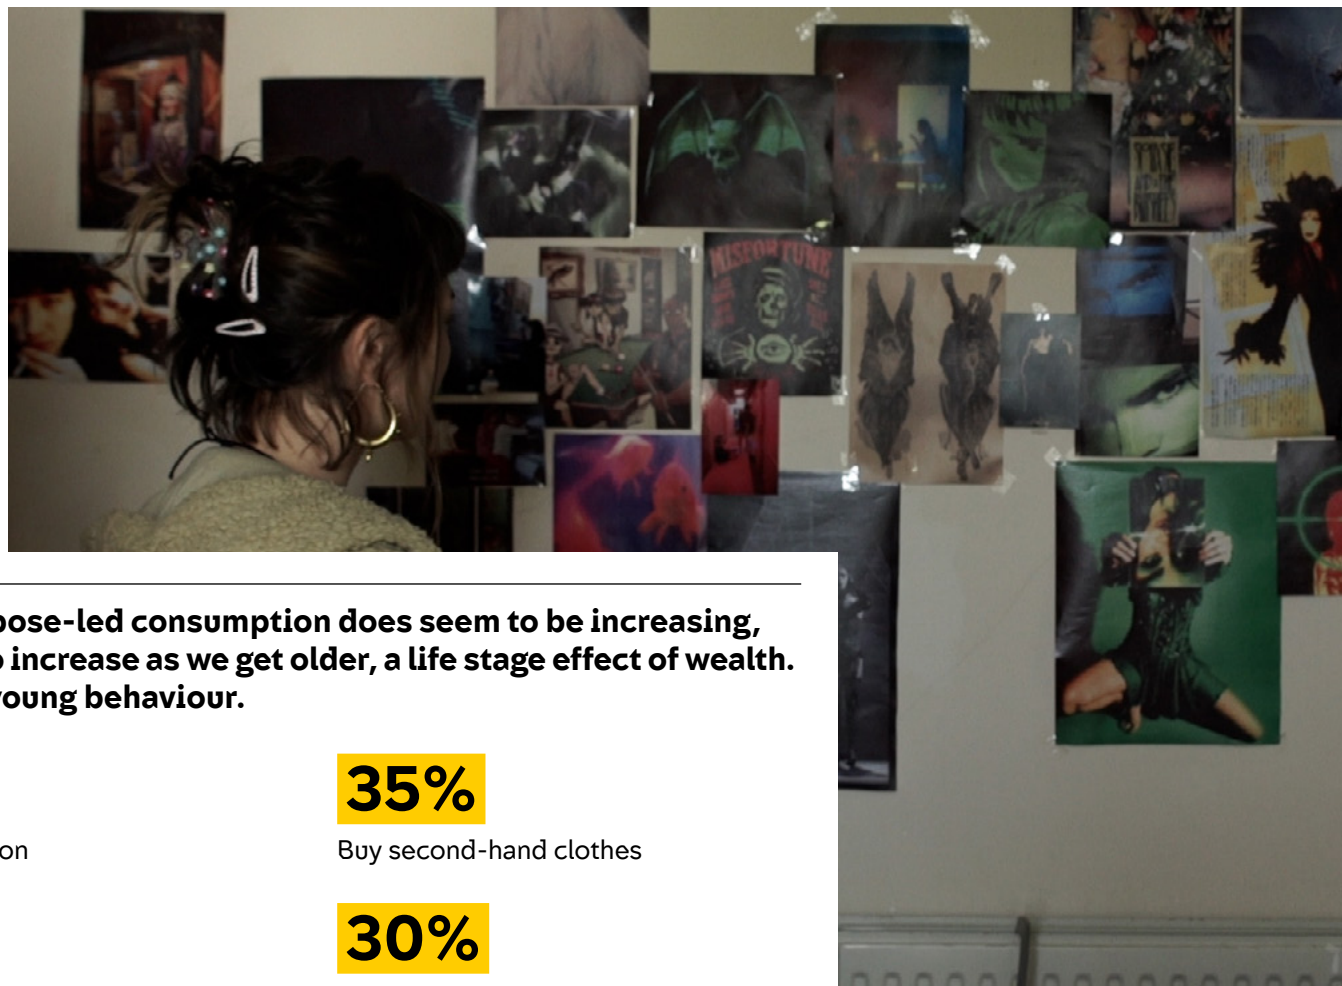 MISFORTUNE
pose-led consumption does seem to be increasing,
o increase as we get older, a life stage effect of wealth.
young behaviour.
35%
on
Buy second-hand clothes
30%